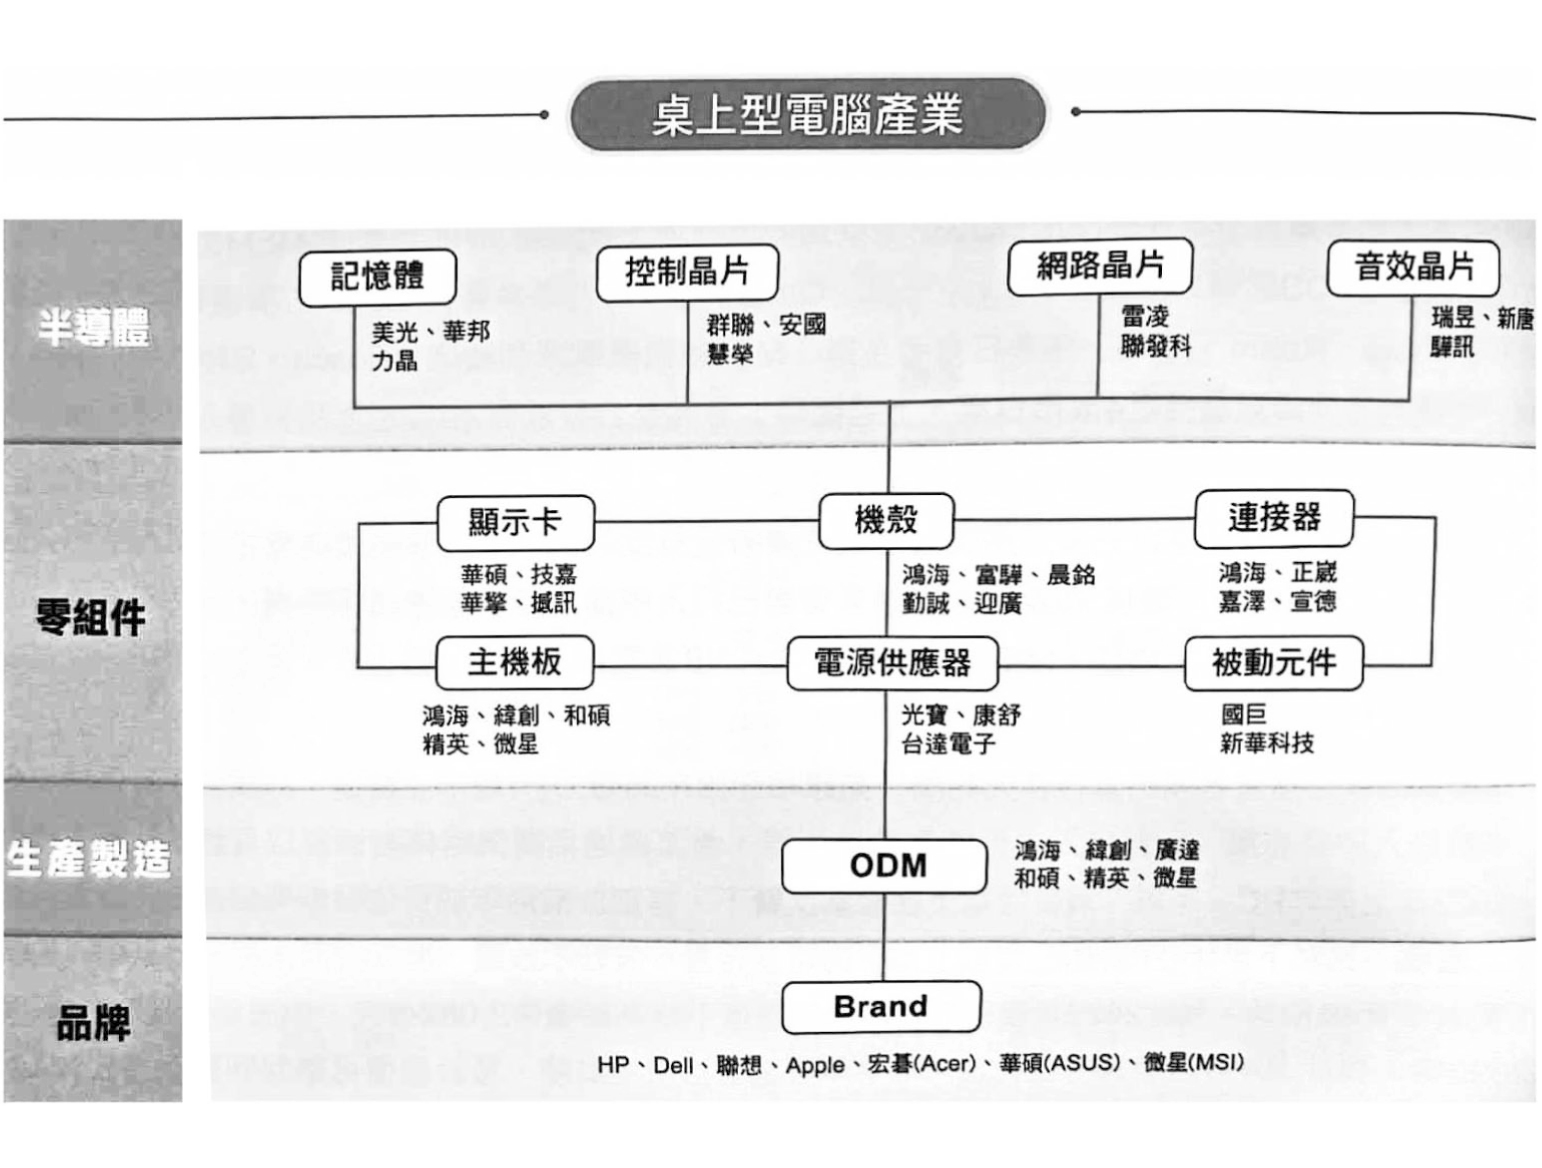 桌上型電腦產業
半導體
記憶體
美光、華邦
力晶
控制晶片
群聯、安國
慧榮
網路晶片
雷凌
聯發科
音效晶片
瑞昱、新唐
驊訊
零組件
顯示卡
華碩、技嘉
華擎、撼訊
機殼
鴻海、富驊、晨銘
勤誠、迎廣
連接器
鴻海、正崴
嘉澤、宣德
主機板
鴻海、緯創、和碩
精英、微星
電源供應器
光寶、康舒
台達電子
被動元件
國巨
新華科技
生產製造
ODM
鴻海、緯創、廣達
和碩、精英、微星
品牌
Brand
HP、Dell、聯想、Apple、宏碁(Acer)、華碩(ASUS)、微星(MSI)